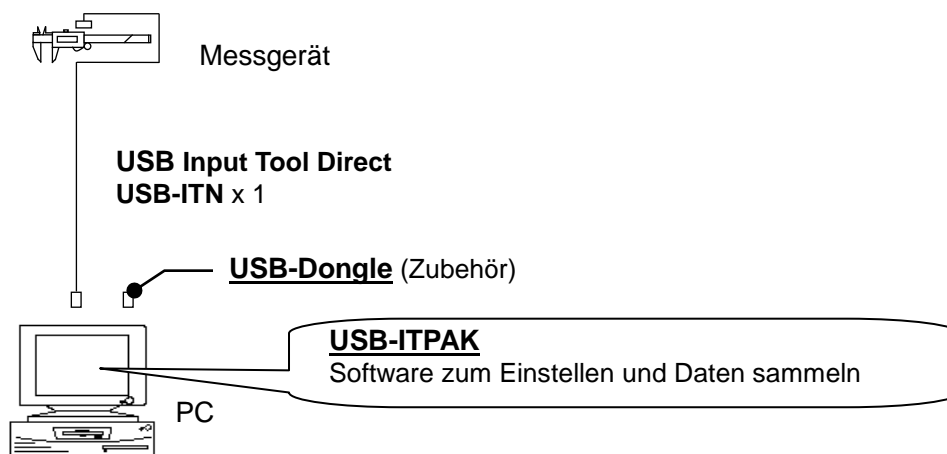 Messgerät
USB Input Tool Direct
USB-ITN x 1
USB-Dongle (Zubehör)
USB-ITPAK
Software zum Einstellen und Daten sammeln
PC